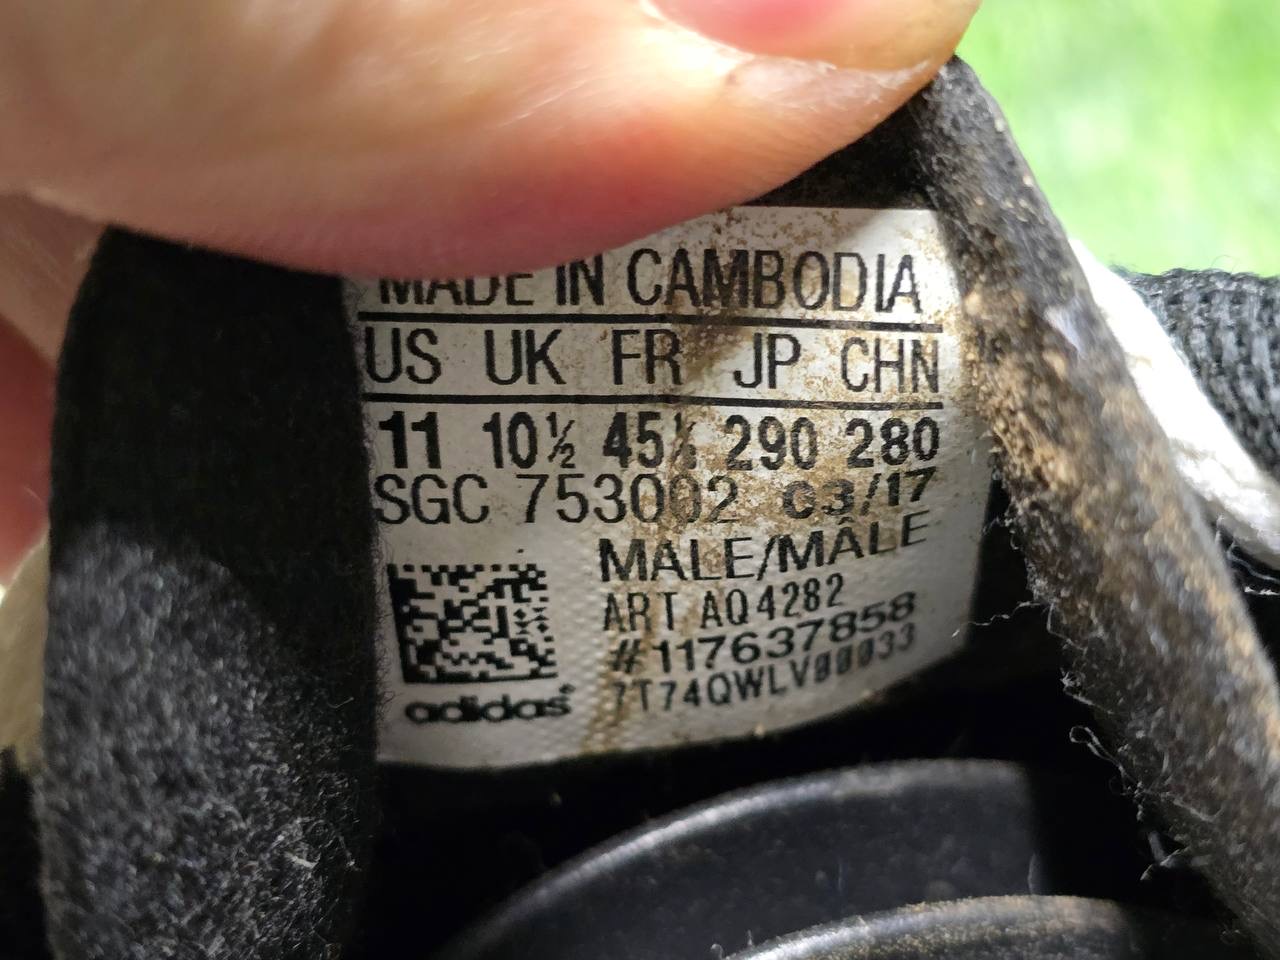 MADE IN CAMBODIA
US UK FR JP CHN
11 10½ 45⅓ 290 280
SGC 753002 03/17
MALE/MÂLE
ART AQ4282
#117637858
7T74QWLV00033
adidas®